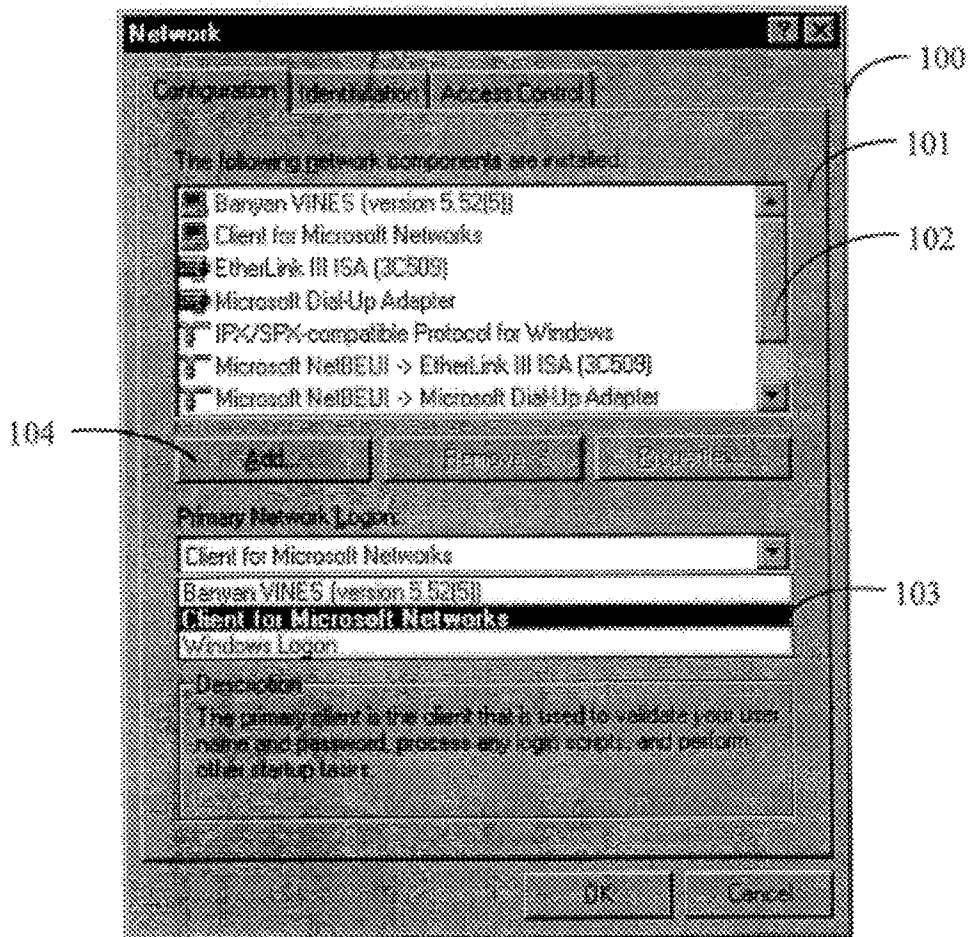 Network
Configuration Identification Access Control
100
The following network components are installed:
101
Banyan VINES (version 5.52(5))
Client for Microsoft Networks
102
EtherLink III ISA (3C509)
Microsoft Dial-Up Adapter
IPX/SPX-compatible Protocol for Windows
Microsoft NetBEUI -> EtherLink III ISA (3C509)
Microsoft NetBEUI -> Microsoft Dial-Up Adapter
104
Add... Remove Properties
Primary Network Logon:
Client for Microsoft Networks
Banyan VINES (version 5.52(5))
103
Client for Microsoft Networks
Windows Logon
Description
The primary client is the client that is used to validate your user
name and password, process any login scripts, and perform
other startup tasks.
OK Cancel